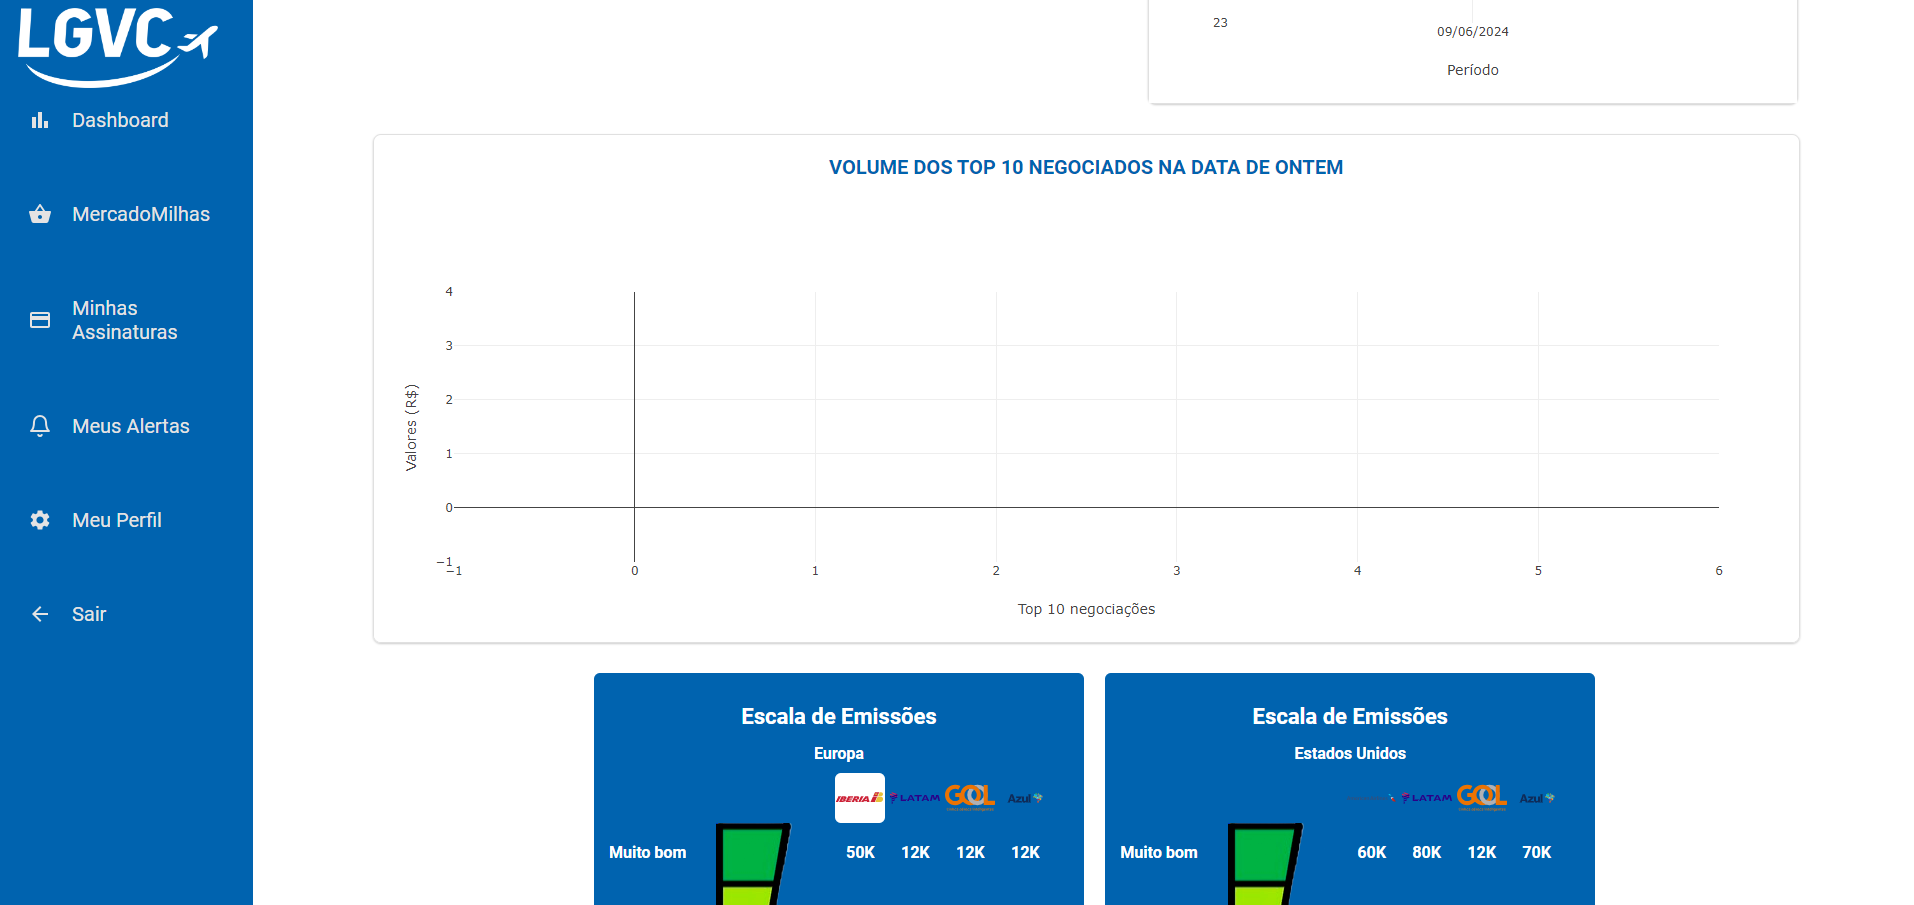 LGVC
Dashboard
MercadoMilhas
Minhas
Assinaturas
Meus Alertas
Meu Perfil
Sair
23
09/06/2024
Período
VOLUME DOS TOP 10 NEGOCIADOS NA DATA DE ONTEM
Valores (R$)
4
3
2
1
0
−1
−1 0 1 2 3 4 5 6
Top 10 negociações
Escala de Emissões
Europa
IBERIA LATAM GOL Azul
Muito bom 50K 12K 12K 12K
Escala de Emissões
Estados Unidos
LATAM GOL Azul
Muito bom 60K 80K 12K 70K